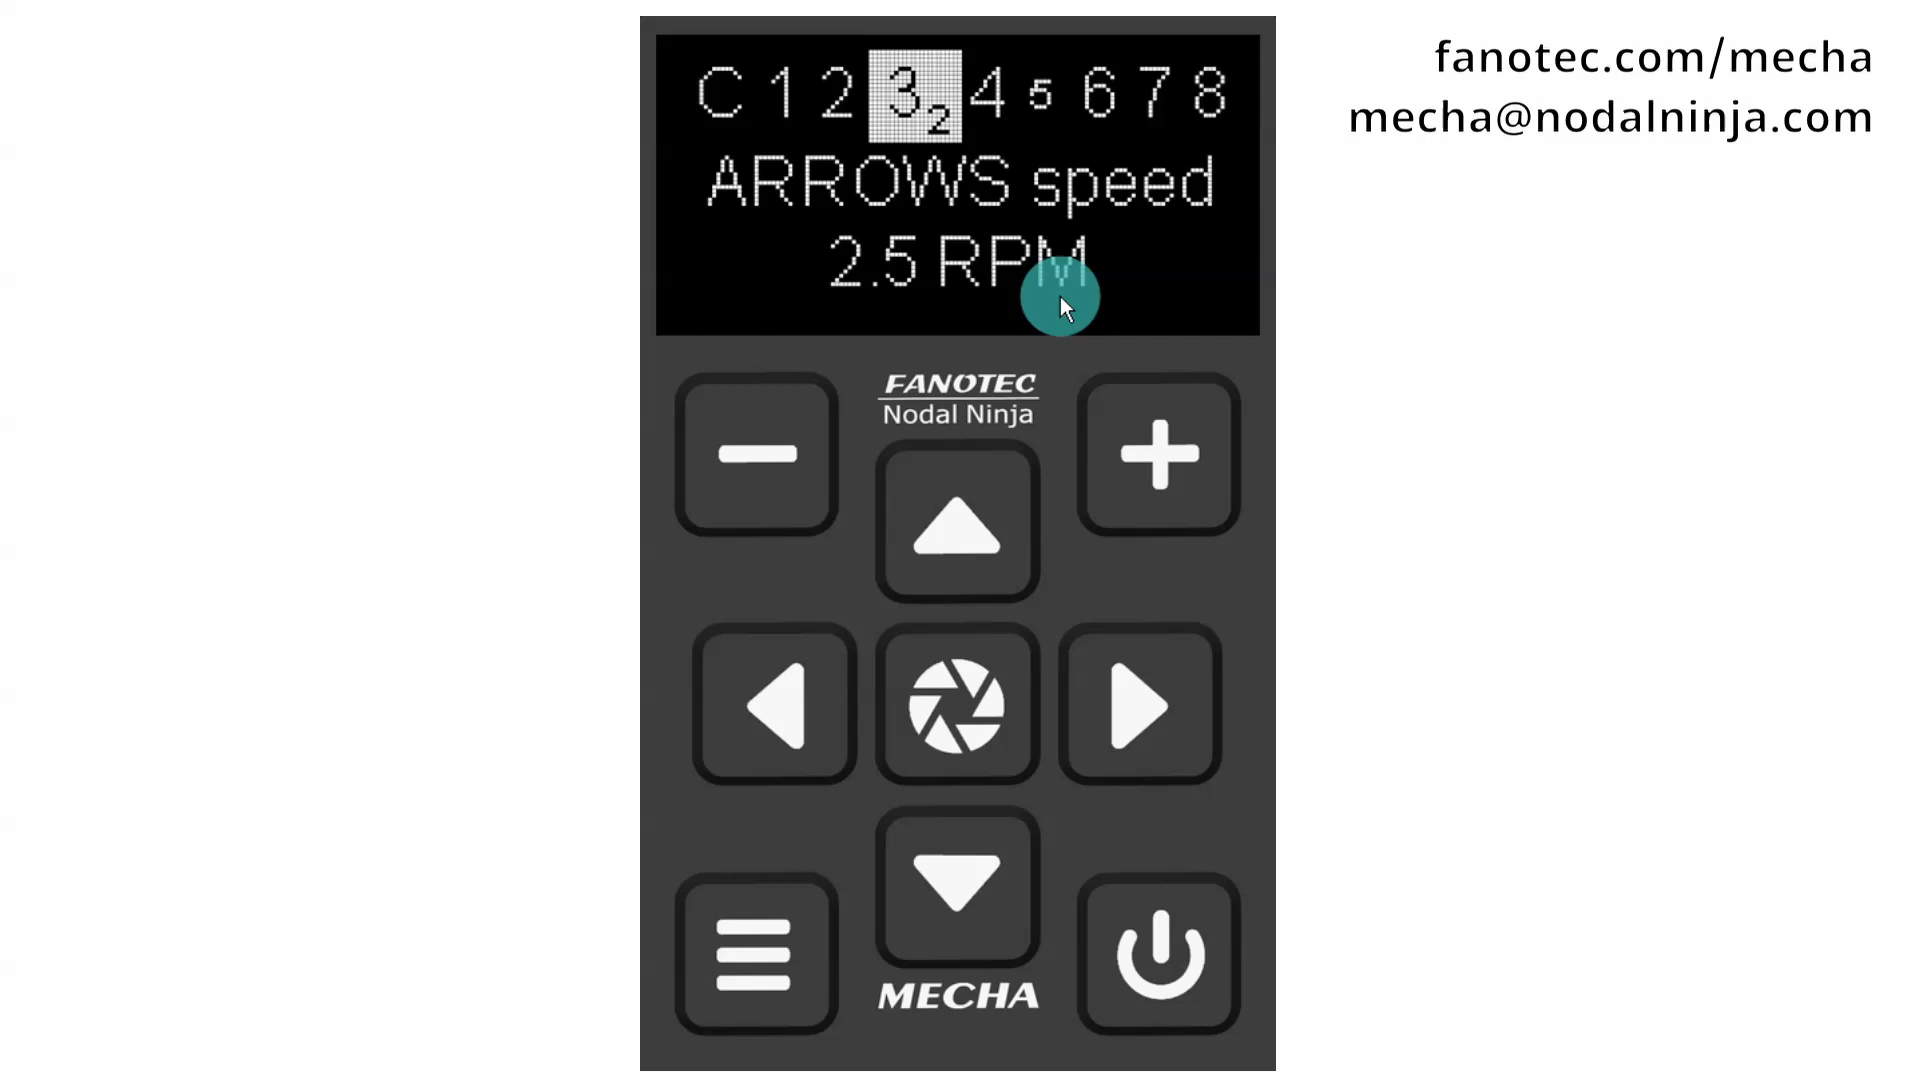 fanotec.com/mecha
mecha@nodalninja.com
C 1 2 3 2 4 5 6 7 8
ARROWS speed
2.5 RPM
FANOTEC
Nodal Ninja
MECHA